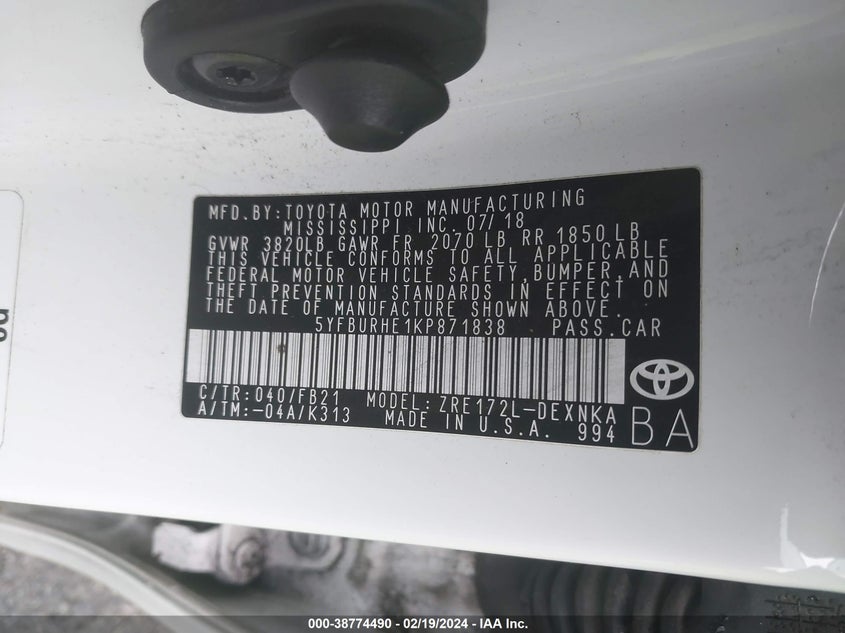 MFD.BY:TOYOTA MOTOR MANUFACTURING
MISSISSIPPI INC. 07/18
GVWR 3820LB GAWR FR 2070 LB RR 1850LB
THIS VEHICLE CONFORMS TO ALL APPLICABLE
FEDERAL MOTOR VEHICLE SAFETY,BUMPER,AND
THEFT PREVENTION STANDARDS IN EFFECT ON
THE DATE OF MANUFACTURE SHOWN ABOVE.
5YFBURHE1KP871838 PASS.CAR
C/TR:040/FB21 MODEL:ZRE172L-DEXNKA
A/TM:-04A/K313 MADE IN U.S.A. 994
BA
000-38774490 - 02/19/2024 - IAA Inc.